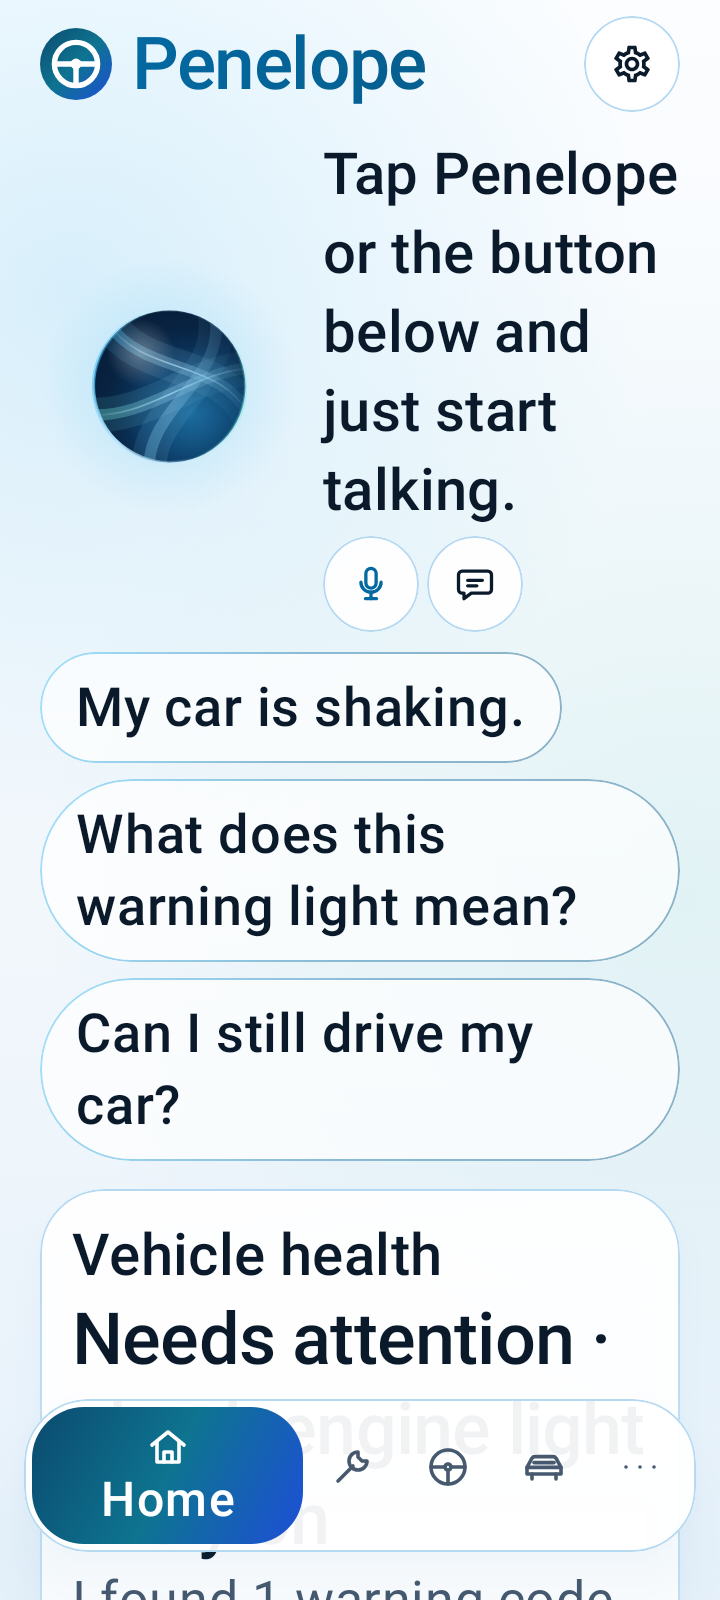 Penelope
Tap Penelope
or the button
below and
just start
talking.
My car is shaking.
What does this
warning light mean?
Can I still drive my
car?
Vehicle health
Needs attention ·
engine light
Home
I found 1 warning code